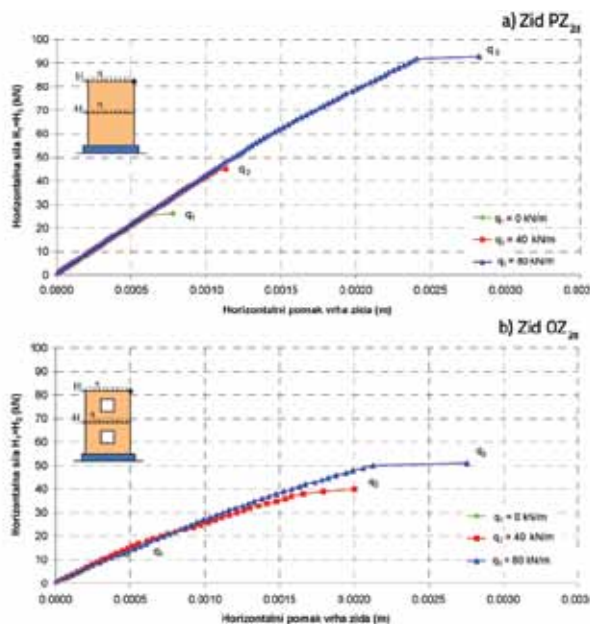 a) Zid PZ2s
Horizontalna sila H1=H2 (kN)
100
90
80
70
60
50
40
30
20
10
0
q3
q2
q1
q1 = 0 kN/m
q2 = 40 kN/m
q3 = 80 kN/m
0.0000 0.0005 0.0010 0.0015 0.0020 0.0025 0.0030 0.003
Horizontalni pomak vrha zida (m)
b) Zid OZ2s
Horizontalna sila H1=H2 (kN)
100
90
80
70
60
50
40
30
20
10
0
q3
q2
q1
q1 = 0 kN/m
q2 = 40 kN/m
q3 = 80 kN/m
0.0000 0.0005 0.0010 0.0015 0.0020 0.0025 0.0030 0.003
Horizontalni pomak vrha zida (m)